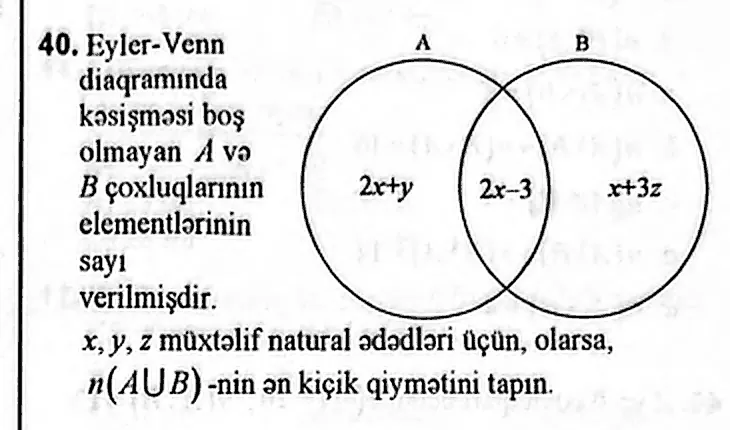 40. Eyler-Venn
diaqramında
kəsişməsi boş
olmayan A və
B çoxluqlarının
elementlərinin
sayı
verilmişdir.
A B
2x+y 2x–3 x+3z
x, y, z müxtəlif natural ədədləri üçün, olarsa,
n(A⋃B) -nin ən kiçik qiymətini tapın.